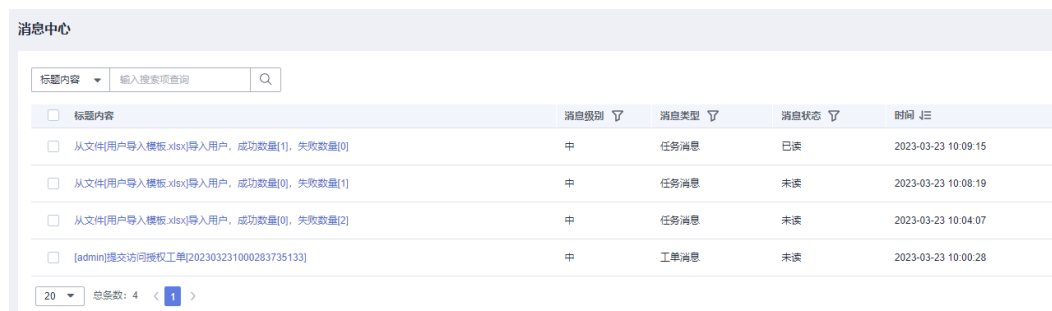 消息中心
标题内容 输入搜索项查询
标题内容 消息级别 消息类型 消息状态 时间
从文件[用户导入模板.xlsx]导入用户，成功数量[1]，失败数量[0] 中 任务消息 已读 2023-03-23 10:09:15
从文件[用户导入模板.xlsx]导入用户，成功数量[0]，失败数量[1] 中 任务消息 未读 2023-03-23 10:08:19
从文件[用户导入模板.xlsx]导入用户，成功数量[0]，失败数量[2] 中 任务消息 未读 2023-03-23 10:04:07
[admin]提交访问授权工单[202303231000283735133] 中 工单消息 未读 2023-03-23 10:00:28
20 总条数：4 < 1 >